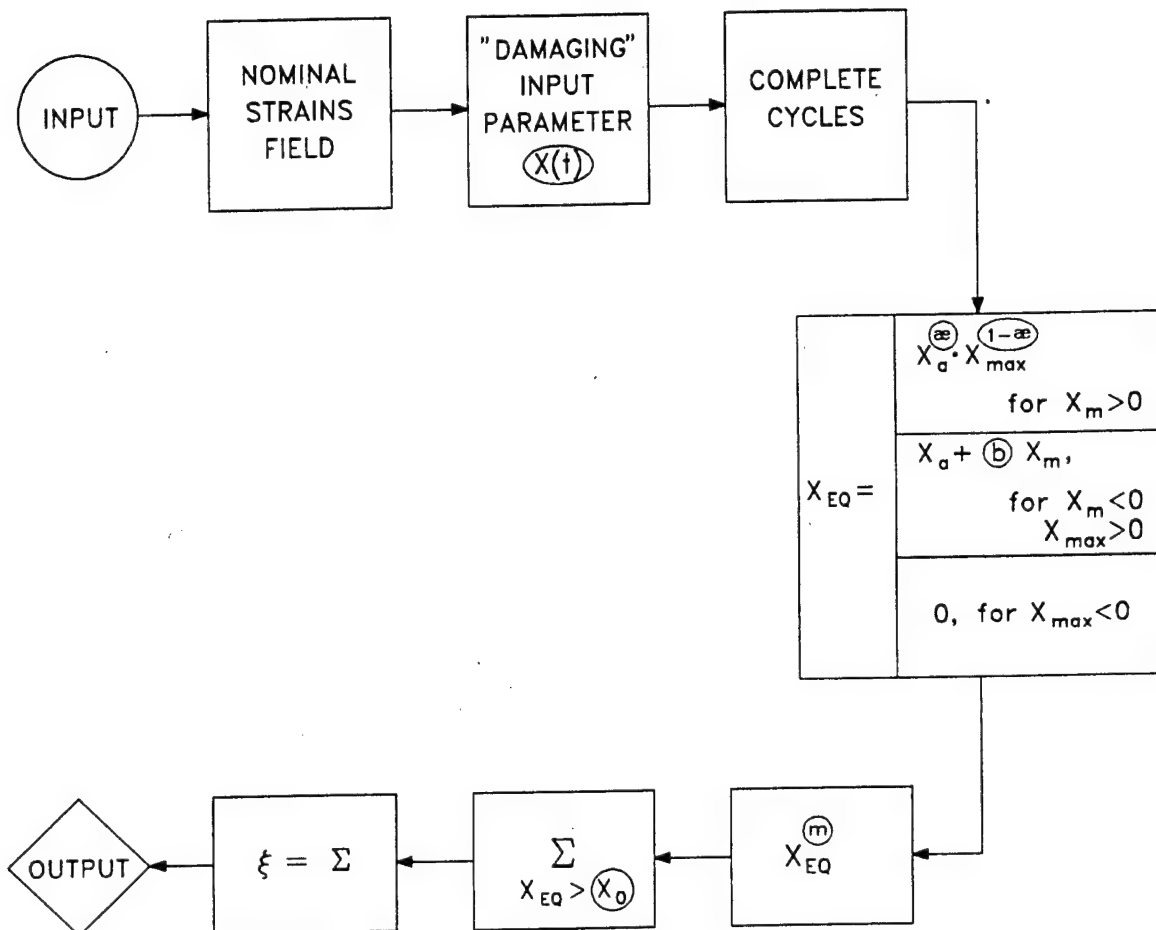 INPUT
NOMINAL
STRAINS
FIELD
"DAMAGING"
INPUT
PARAMETER
X(t)
COMPLETE
CYCLES
X_EQ =
X_a^æ · X_max^(1-æ)
for X_m>0
X_a + b X_m,
for X_m<0
X_max>0
0, for X_max<0
X_EQ^m
Σ
X_EQ > X_0
ξ = Σ
OUTPUT